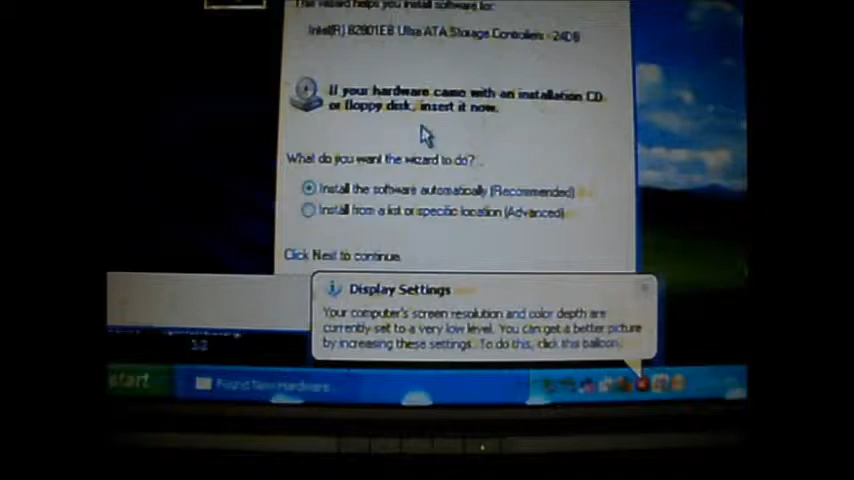 This wizard helps you install software for:
Intel(R) 82801EB Ultra ATA Storage Controllers - 24DB
If your hardware came with an installation CD
or floppy disk, insert it now.
What do you want the wizard to do?
Install the software automatically (Recommended)
Install from a list or specific location (Advanced)
Click Next to continue.
Display Settings
Your computer's screen resolution and color depth are
currently set to a very low level. You can get a better picture
by increasing these settings. To do this, click this balloon.
start
Found New Hardware